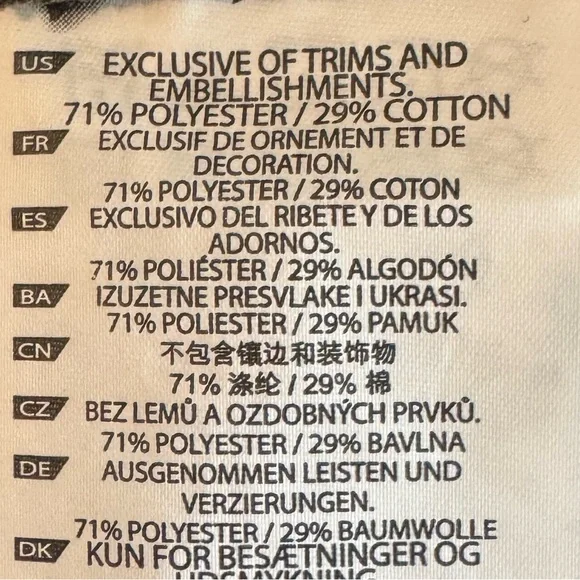 US EXCLUSIVE OF TRIMS AND
EMBELLISHMENTS.
71% POLYESTER / 29% COTTON
FR EXCLUSIF DE ORNEMENT ET DE
DECORATION.
71% POLYESTER / 29% COTON
ES EXCLUSIVO DEL RIBETE Y DE LOS
ADORNOS.
71% POLIÉSTER / 29% ALGODÓN
BA IZUZETNE PRESVLAKE I UKRASI.
71% POLIESTER / 29% PAMUK
CN 不包含镶边和装饰物
71% 涤纶 / 29% 棉
CZ BEZ LEMŮ A OZDOBNÝCH PRVKŮ.
71% POLYESTER / 29% BAVLNA
DE AUSGENOMMEN LEISTEN UND
VERZIERUNGEN.
71% POLYESTER / 29% BAUMWOLLE
DK KUN FOR BESÆTNINGER OG
UDSMYKNING